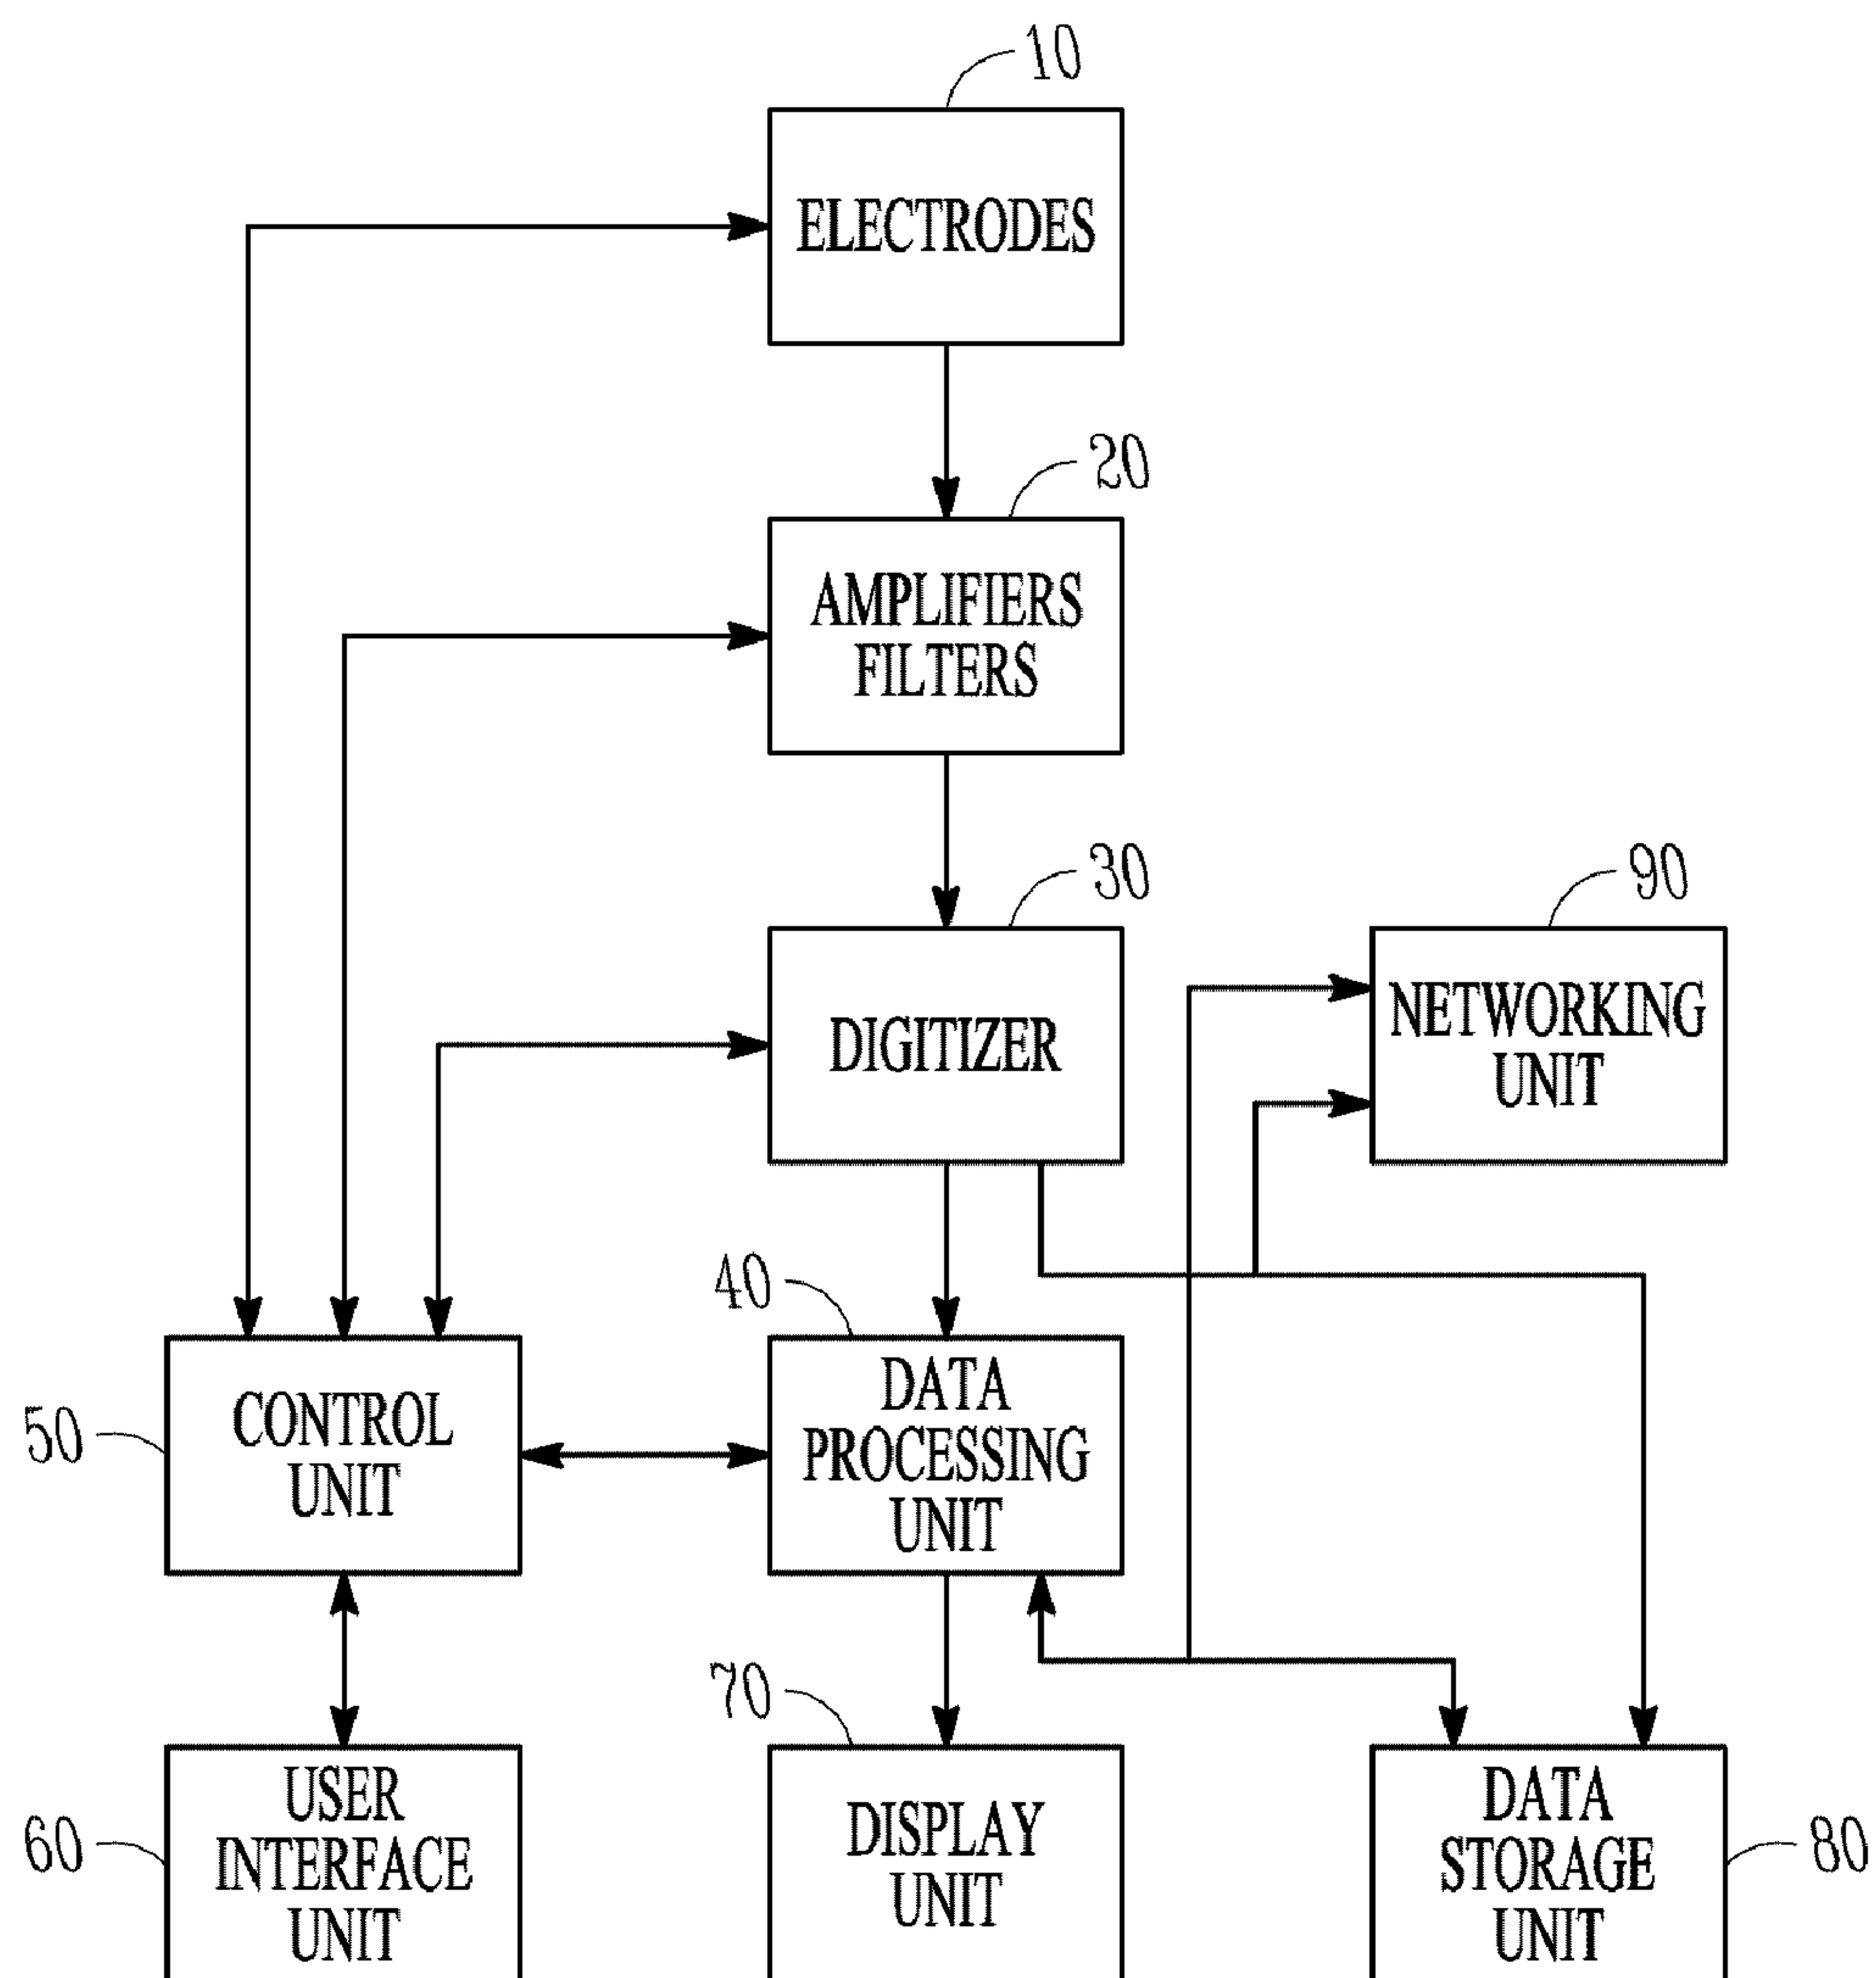 10
ELECTRODES
20
AMPLIFIERS
FILTERS
30
DIGITIZER
90
NETWORKING
UNIT
40
DATA
PROCESSING
UNIT
50
CONTROL
UNIT
60
USER
INTERFACE
UNIT
70
DISPLAY
UNIT
80
DATA
STORAGE
UNIT